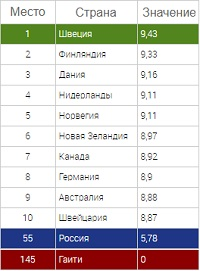 Место Страна Значение
1 Швеция 9,43
2 Финляндия 9,33
3 Дания 9,16
4 Нидерланды 9,11
5 Норвегия 9,11
6 Новая Зеландия 8,97
7 Канада 8,92
8 Германия 8,9
9 Австралия 8,88
10 Швейцария 8,87
55 Россия 5,78
145 Гаити 0